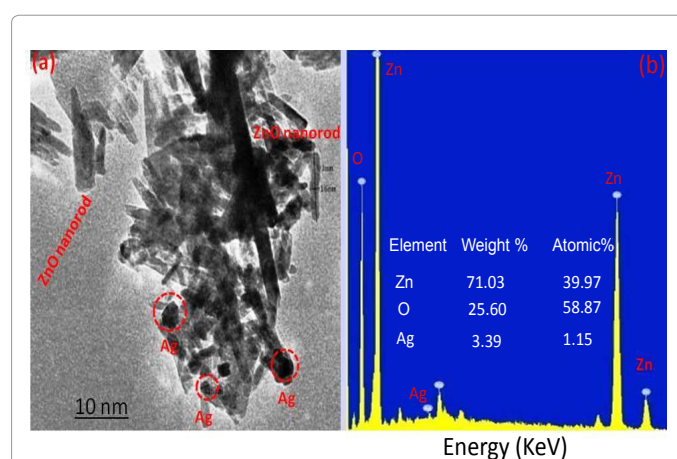 (a)
ZnO nanorod
ZnO nanorod
Ag
Ag
Ag
10 nm
(b)
Zn
O
Zn
Element Weight % Atomic%
Zn 71.03 39.97
O 25.60 58.87
Ag 3.39 1.15
Ag
Zn
Energy (KeV)